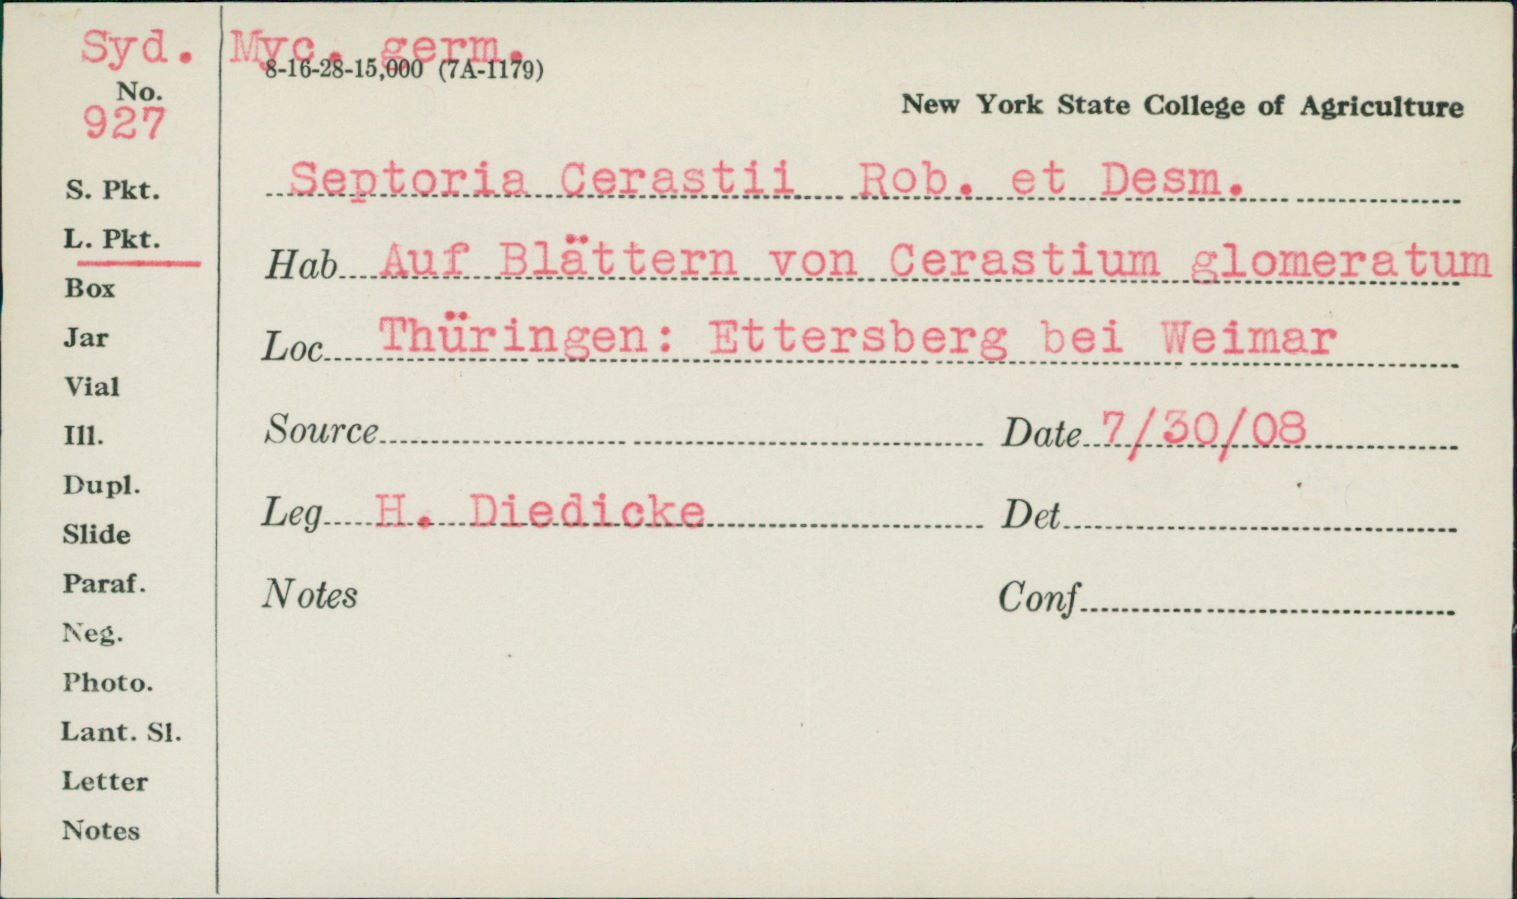 Syd. Myc. germ.
8-16-28-15,000 (7A-1179)
No.
927
New York State College of Agriculture
Septoria Cerastii Rob. et Desm.
S. Pkt.
L. Pkt.
Hab Auf Blättern von Cerastium glomeratum
Box
Jar
Loc Thüringen: Ettersberg bei Weimar
Vial
Ill.
Source Date 7/30/08
Dupl.
Leg H. Diedicke Det
Slide
Paraf.
Notes Conf
Neg.
Photo.
Lant. Sl.
Letter
Notes